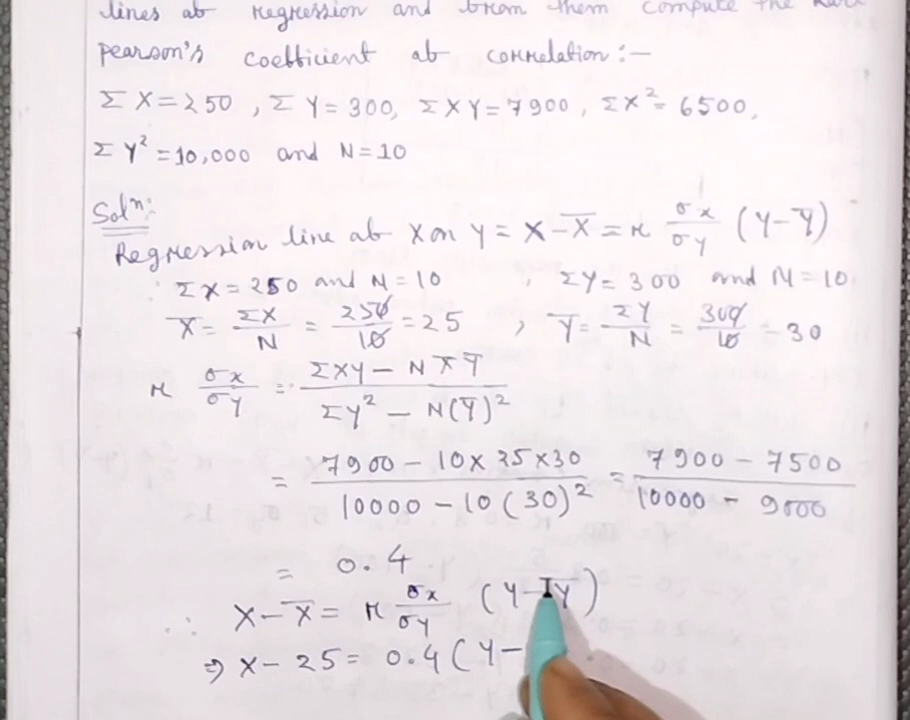 lines of regression and from them compute the Karl
pearson's coefficient of correlation :—
Σ X = 250 , Σ Y = 300, Σ X Y = 7900 , Σ X² = 6500,
Σ Y² = 10,000 and N = 10
Solⁿ:
Regression line of X on Y = X - X̅ = r σx/σy (Y - Y̅)
∵ Σ X = 250 and N = 10 , Σ Y = 300 and N = 10
X̅ = ΣX/N = 250/10 = 25 , Y̅ = ΣY/N = 300/10 = 30
r σx/σy = (ΣXY - N X̅ Y̅)/(ΣY² - N(Y̅)²)
= (7900 - 10 × 25 × 30)/(10000 - 10(30)²) = (7900 - 7500)/(10000 - 9000)
= 0.4
∴ X - X̅ = r σx/σy (Y - Y̅)
⇒ X - 25 = 0.4 ( Y -